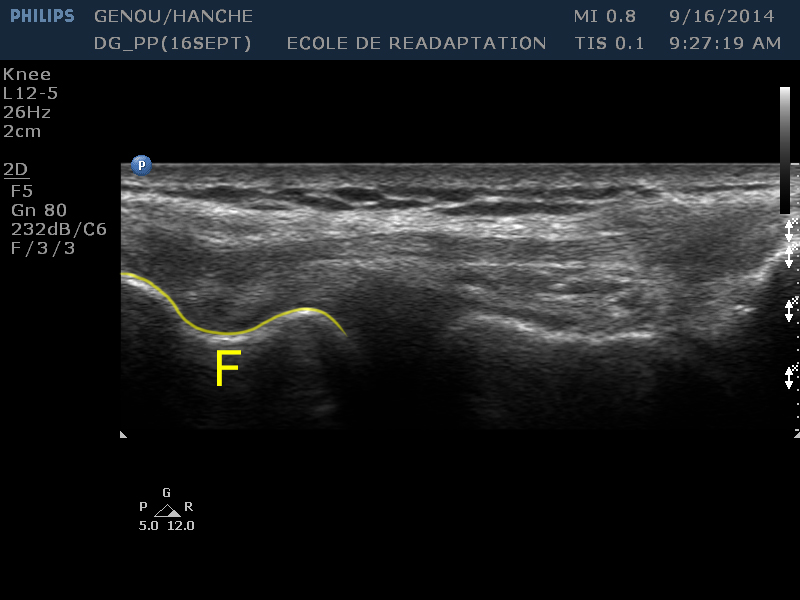 PHILIPS GENOU/HANCHE MI 0.8 9/16/2014
DG_PP(16SEPT) ECOLE DE READAPTATION TIS 0.1 9:27:19 AM
Knee
L12-5
26Hz
2cm
2D
F5
Gn 80
232dB/C6
F/3/3
P
F
G
P R
5.0 12.0